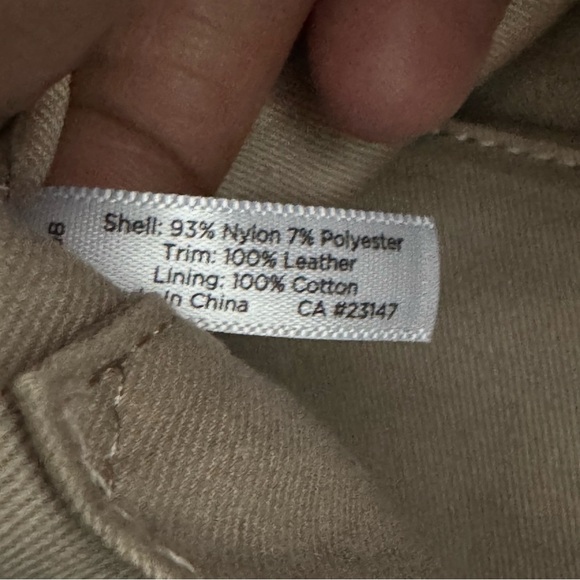 Shell: 93% Nylon 7% Polyester
Trim: 100% Leather
Lining: 100% Cotton
in China CA #23147